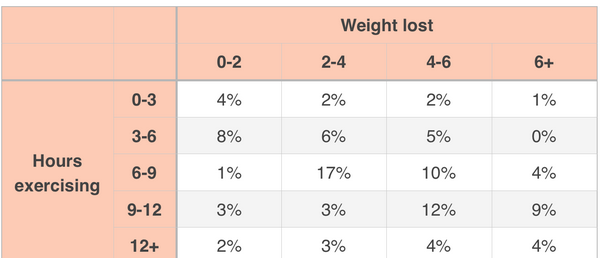 Weight lost
0-2 2-4 4-6 6+
0-3 4% 2% 2% 1%
3-6 8% 6% 5% 0%
Hours
exercising
6-9 1% 17% 10% 4%
9-12 3% 3% 12% 9%
12+ 2% 3% 4% 4%